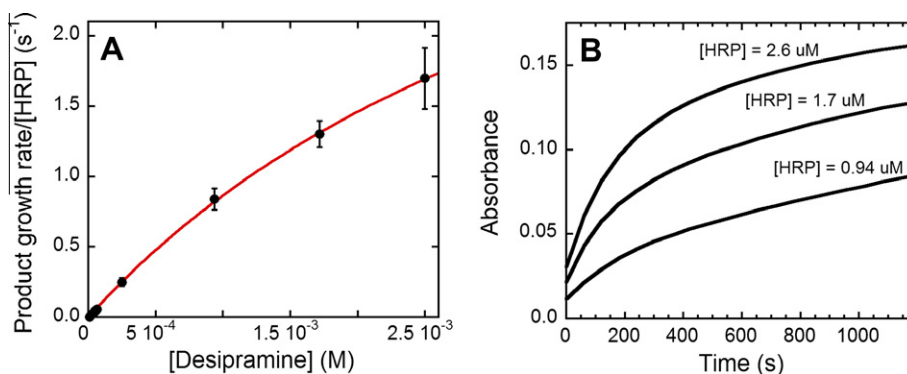 A
Product growth rate/[HRP] (s⁻¹)
2.0
1.5
1.0
0.5
0.0
0
5 10⁻⁴
1.5 10⁻³
2.5 10⁻³
[Desipramine] (M)
B
[HRP] = 2.6 uM
[HRP] = 1.7 uM
[HRP] = 0.94 uM
Absorbance
0.15
0.10
0.05
0.0
0
200
400
600
800
1000
Time (s)